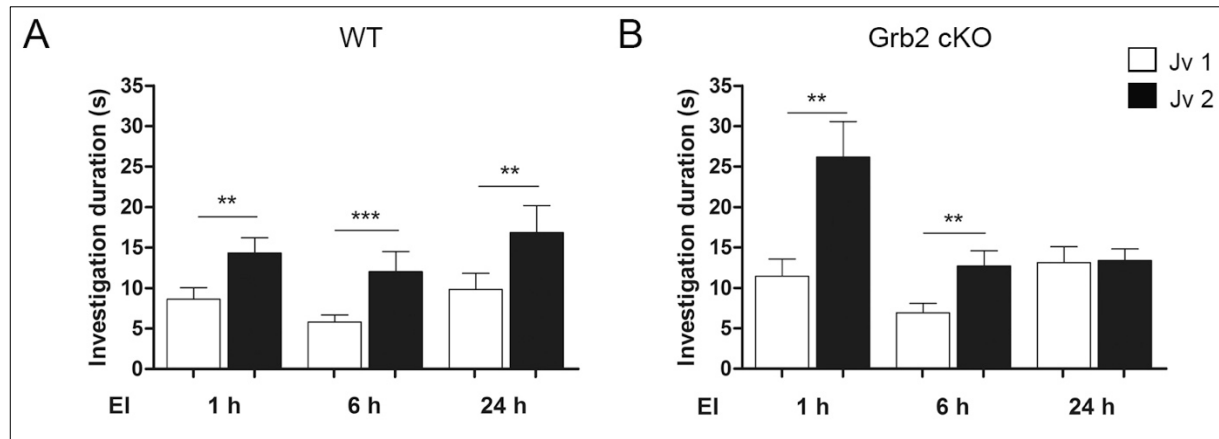 A
WT
Investigation duration (s)
35
30
25
20
15
10
5
0
**
***
**
EI 1 h 6 h 24 h
B
Grb2 cKO
Investigation duration (s)
35
30
25
20
15
10
5
0
**
**
EI 1 h 6 h 24 h
Jv 1
Jv 2